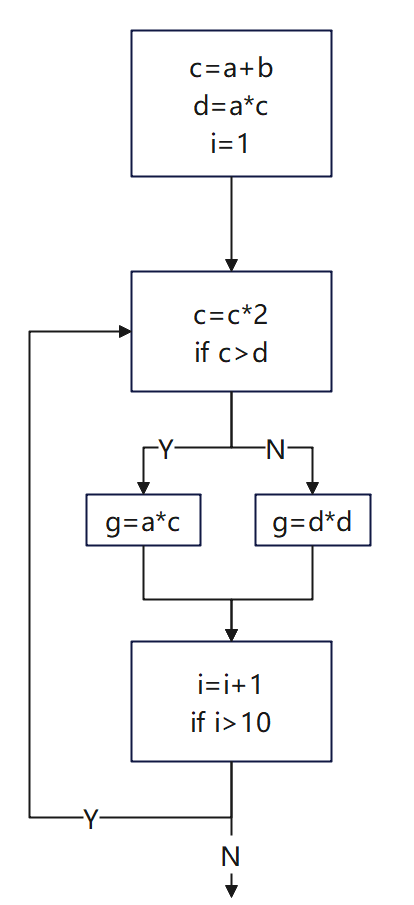 c=a+b
d=a*c
i=1
c=c*2
if c>d
Y
N
g=a*c
g=d*d
i=i+1
if i>10
Y
N